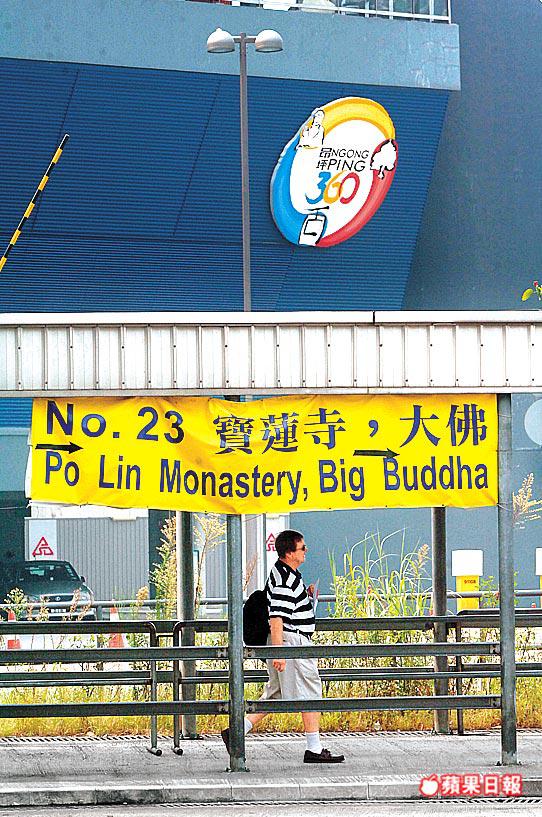 昂NGONG
坪PING
360
No. 23 寶蓮寺，大佛
Po Lin Monastery, Big Buddha
蘋果日報